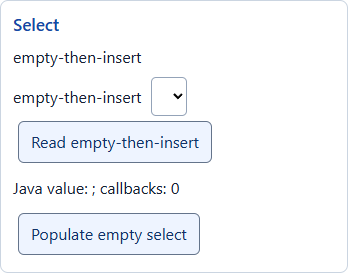 Select
empty-then-insert
empty-then-insert
Read empty-then-insert
Java value: ; callbacks: 0
Populate empty select